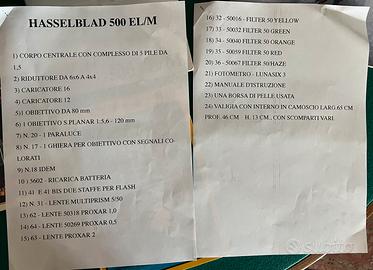 HASSELBLAD 500 EL/M
1) CORPO CENTRALE CON COMPLESSO DI 5 PILE DA
1,5
2) RIDUTTORE DA 6x6 A 4x4
3) CARICATORE 16
4) CARICATORE 12
5) 1 OBIETTIVO DA 80 mm
6) 1 OBIETTIVO S.PLANAR 1:5,6 - 120 mm
7) N. 20 - 1 PARALUCE
8) N. 17 - 1 GHIERA PER OBIETTIVO CON SEGNALI CO-
LORATI
9) N.18 IDEM
10) 5602 - RICARICA BATTERIA
11) 41 E 41 BIS DUE STAFFE PER FLASH
12) N. 31 - LENTE MULTIPRISM 5/50
13) 62 - LENTE 50318 PROXAR 1,0
14) 64 - LENTE 50269 PROXAR 0,5
15) 63 - LENTE PROXAR 2
16) 32 - 50016 - FILTER 50 YELLOW
17) 33 - 50032 FILTER 50 GREEN
18) 34 - 50040 FILTER 50 ORANGE
19) 35 - 50059 FILTER 50 RED
20) 36 - 50067 FILTER 50 HAZE
21) FOTOMETRO - LUNASIX 3
22) MANUALE D'ISTRUZIONE
23) UNA BORSA DI PELLE USATA
24) VALIGIA CON INTERNO IN CAMOSCIO LARG.65 CM
PROF. 46 CM - H. 13 CM., CON SCOMPARTI VARI
subito